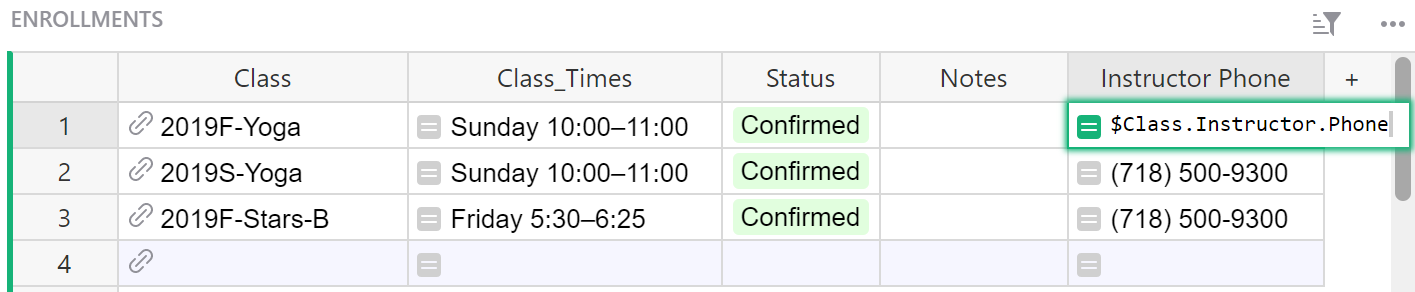 ENROLLMENTS
Class Class_Times Status Notes Instructor Phone +
1 2019F-Yoga Sunday 10:00–11:00 Confirmed $Class.Instructor.Phone
2 2019S-Yoga Sunday 10:00–11:00 Confirmed (718) 500-9300
3 2019F-Stars-B Friday 5:30–6:25 Confirmed (718) 500-9300
4